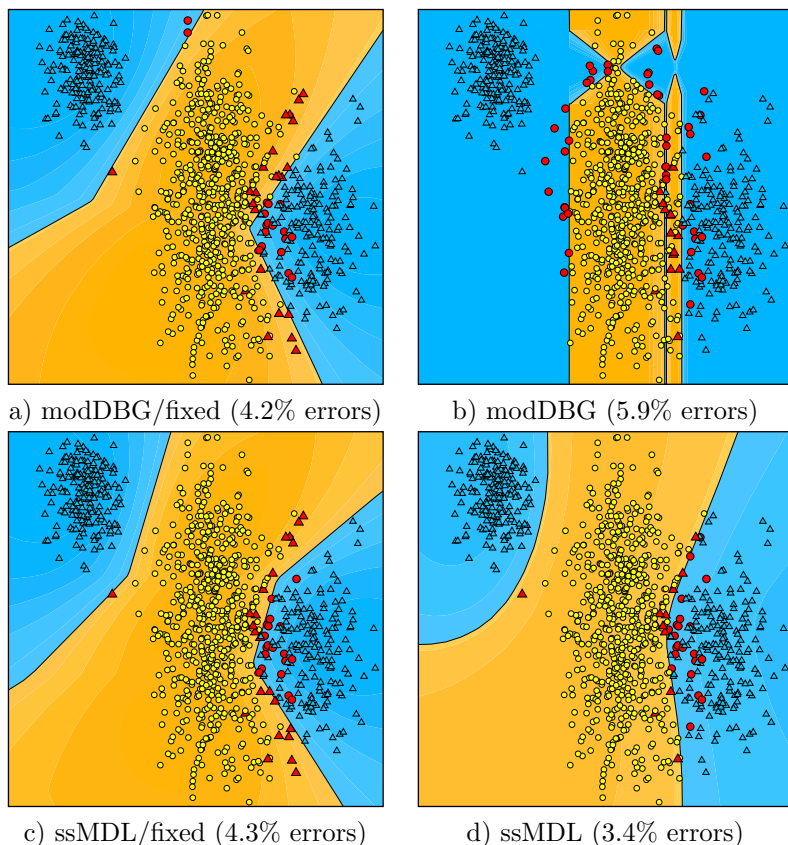 a) modDBG/fixed (4.2% errors)
b) modDBG (5.9% errors)
c) ssMDL/fixed (4.3% errors)
d) ssMDL (3.4% errors)